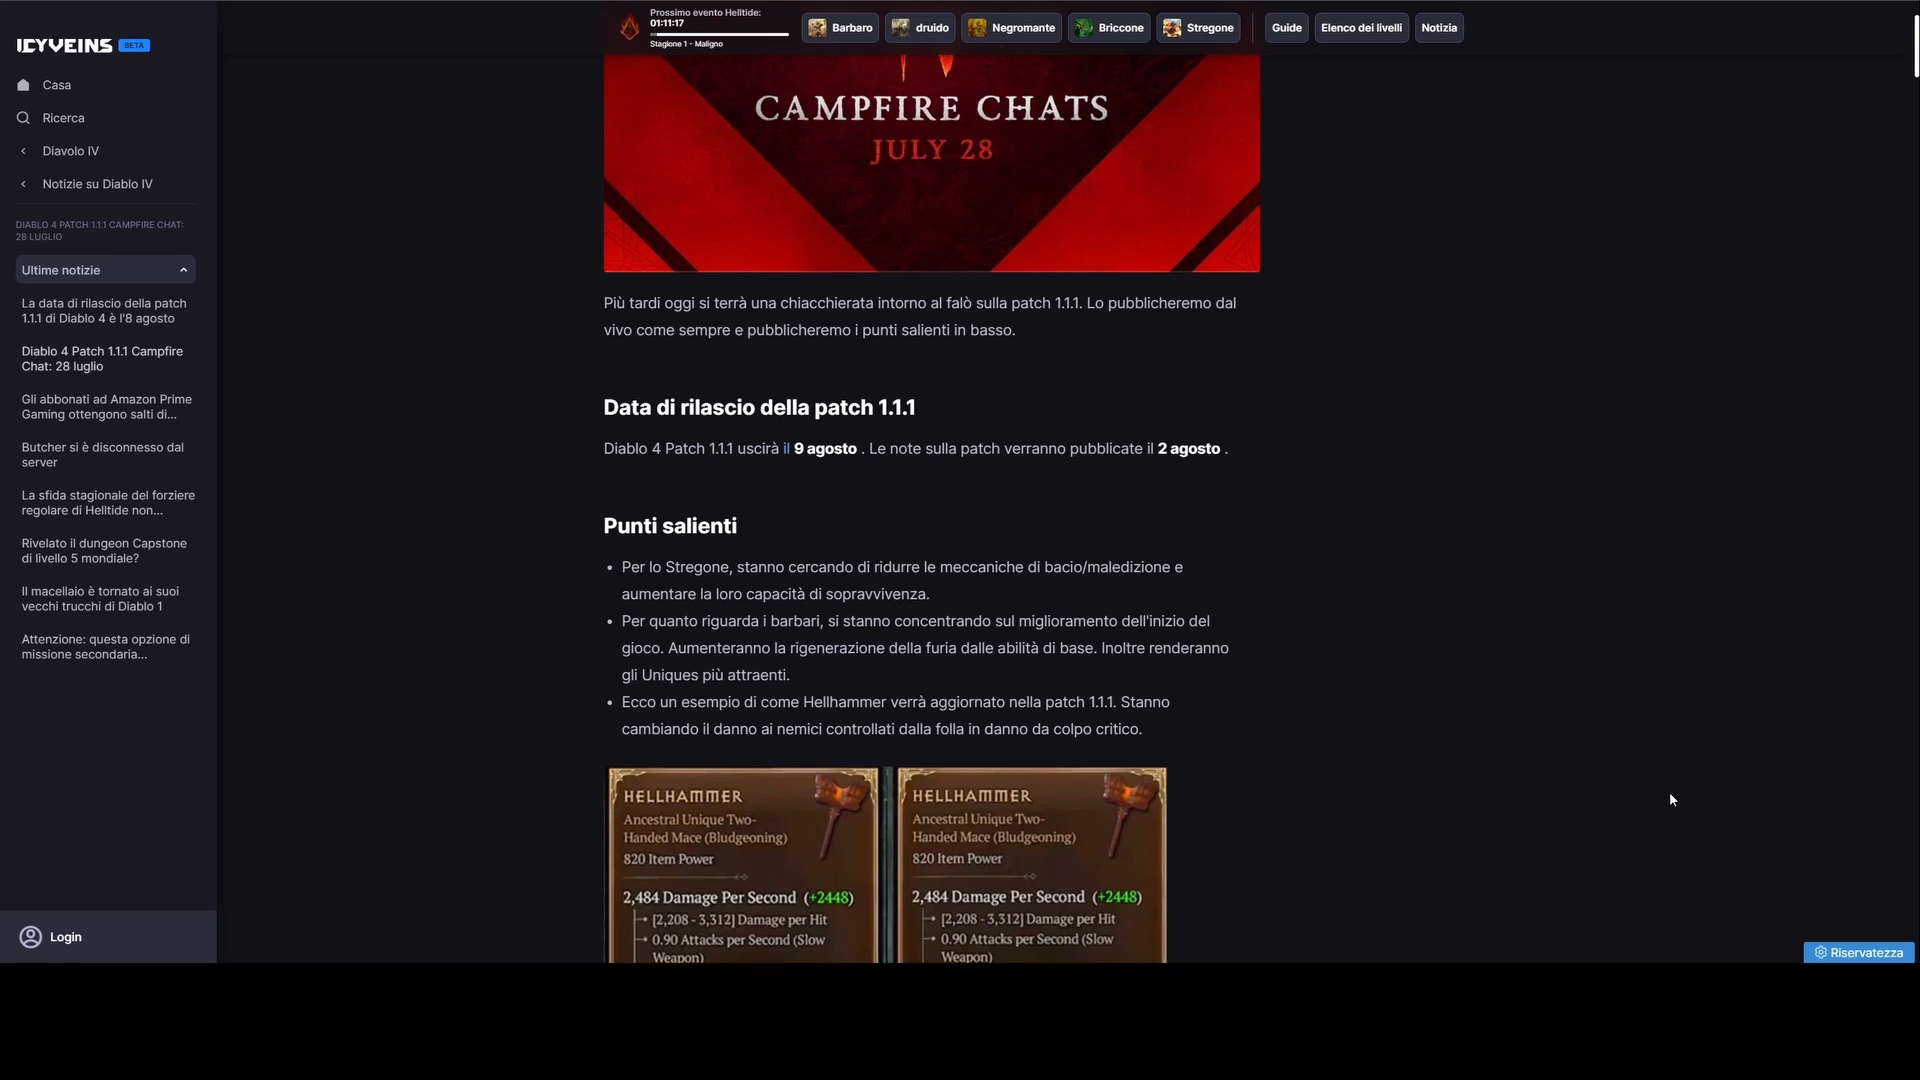 Prossimo evento Helltide:
01:11:17
Stagione 1 - Maligno
Barbaro
druido
Negromante
Briccone
Stregone
Guide
Elenco dei livelli
Notizia
ICYVEINS BETA
Casa
Ricerca
Diavolo IV
Notizie su Diablo IV
DIABLO 4 PATCH 1.1.1 CAMPFIRE CHAT:
28 LUGLIO
Ultime notizie
La data di rilascio della patch
1.1.1 di Diablo 4 è l'8 agosto
Diablo 4 Patch 1.1.1 Campfire
Chat: 28 luglio
Gli abbonati ad Amazon Prime
Gaming ottengono salti di...
Butcher si è disconnesso dal
server
La sfida stagionale del forziere
regolare di Helltide non...
Rivelato il dungeon Capstone
di livello 5 mondiale?
Il macellaio è tornato ai suoi
vecchi trucchi di Diablo 1
Attenzione: questa opzione di
missione secondaria...
Login
CAMPFIRE CHATS
JULY 28
Più tardi oggi si terrà una chiacchierata intorno al falò sulla patch 1.1.1. Lo pubblicheremo dal
vivo come sempre e pubblicheremo i punti salienti in basso.
Data di rilascio della patch 1.1.1
Diablo 4 Patch 1.1.1 uscirà il 9 agosto . Le note sulla patch verranno pubblicate il 2 agosto .
Punti salienti
• Per lo Stregone, stanno cercando di ridurre le meccaniche di bacio/maledizione e
aumentare la loro capacità di sopravvivenza.
• Per quanto riguarda i barbari, si stanno concentrando sul miglioramento dell'inizio del
gioco. Aumenteranno la rigenerazione della furia dalle abilità di base. Inoltre renderanno
gli Uniques più attraenti.
• Ecco un esempio di come Hellhammer verrà aggiornato nella patch 1.1.1. Stanno
cambiando il danno ai nemici controllati dalla folla in danno da colpo critico.
HELLHAMMER
Ancestral Unique Two-
Handed Mace (Bludgeoning)
820 Item Power
2,484 Damage Per Second (+2448)
[2,208 - 3,312] Damage per Hit
0.90 Attacks per Second (Slow
Weapon)
HELLHAMMER
Ancestral Unique Two-
Handed Mace (Bludgeoning)
820 Item Power
2,484 Damage Per Second (+2448)
[2,208 - 3,312] Damage per Hit
0.90 Attacks per Second (Slow
Weapon)
Riservatezza